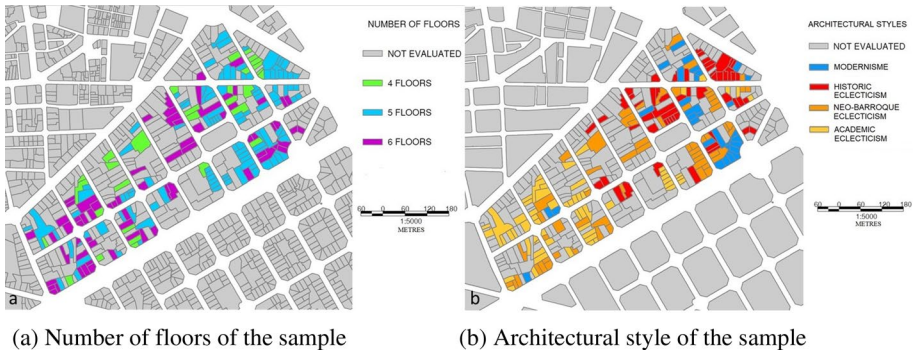 NUMBER OF FLOORS
NOT EVALUATED
4 FLOORS
5 FLOORS
6 FLOORS
60 0 60 120 180
1:5000
METRES
a
(a) Number of floors of the sample
ARCHITECTURAL STYLES
NOT EVALUATED
MODERNISME
HISTORIC
ECLECTICISM
NEO-BARROQUE
ECLECTICISM
ACADEMIC
ECLECTICISM
60 0 60 120 180
1:5000
METRES
b
(b) Architectural style of the sample